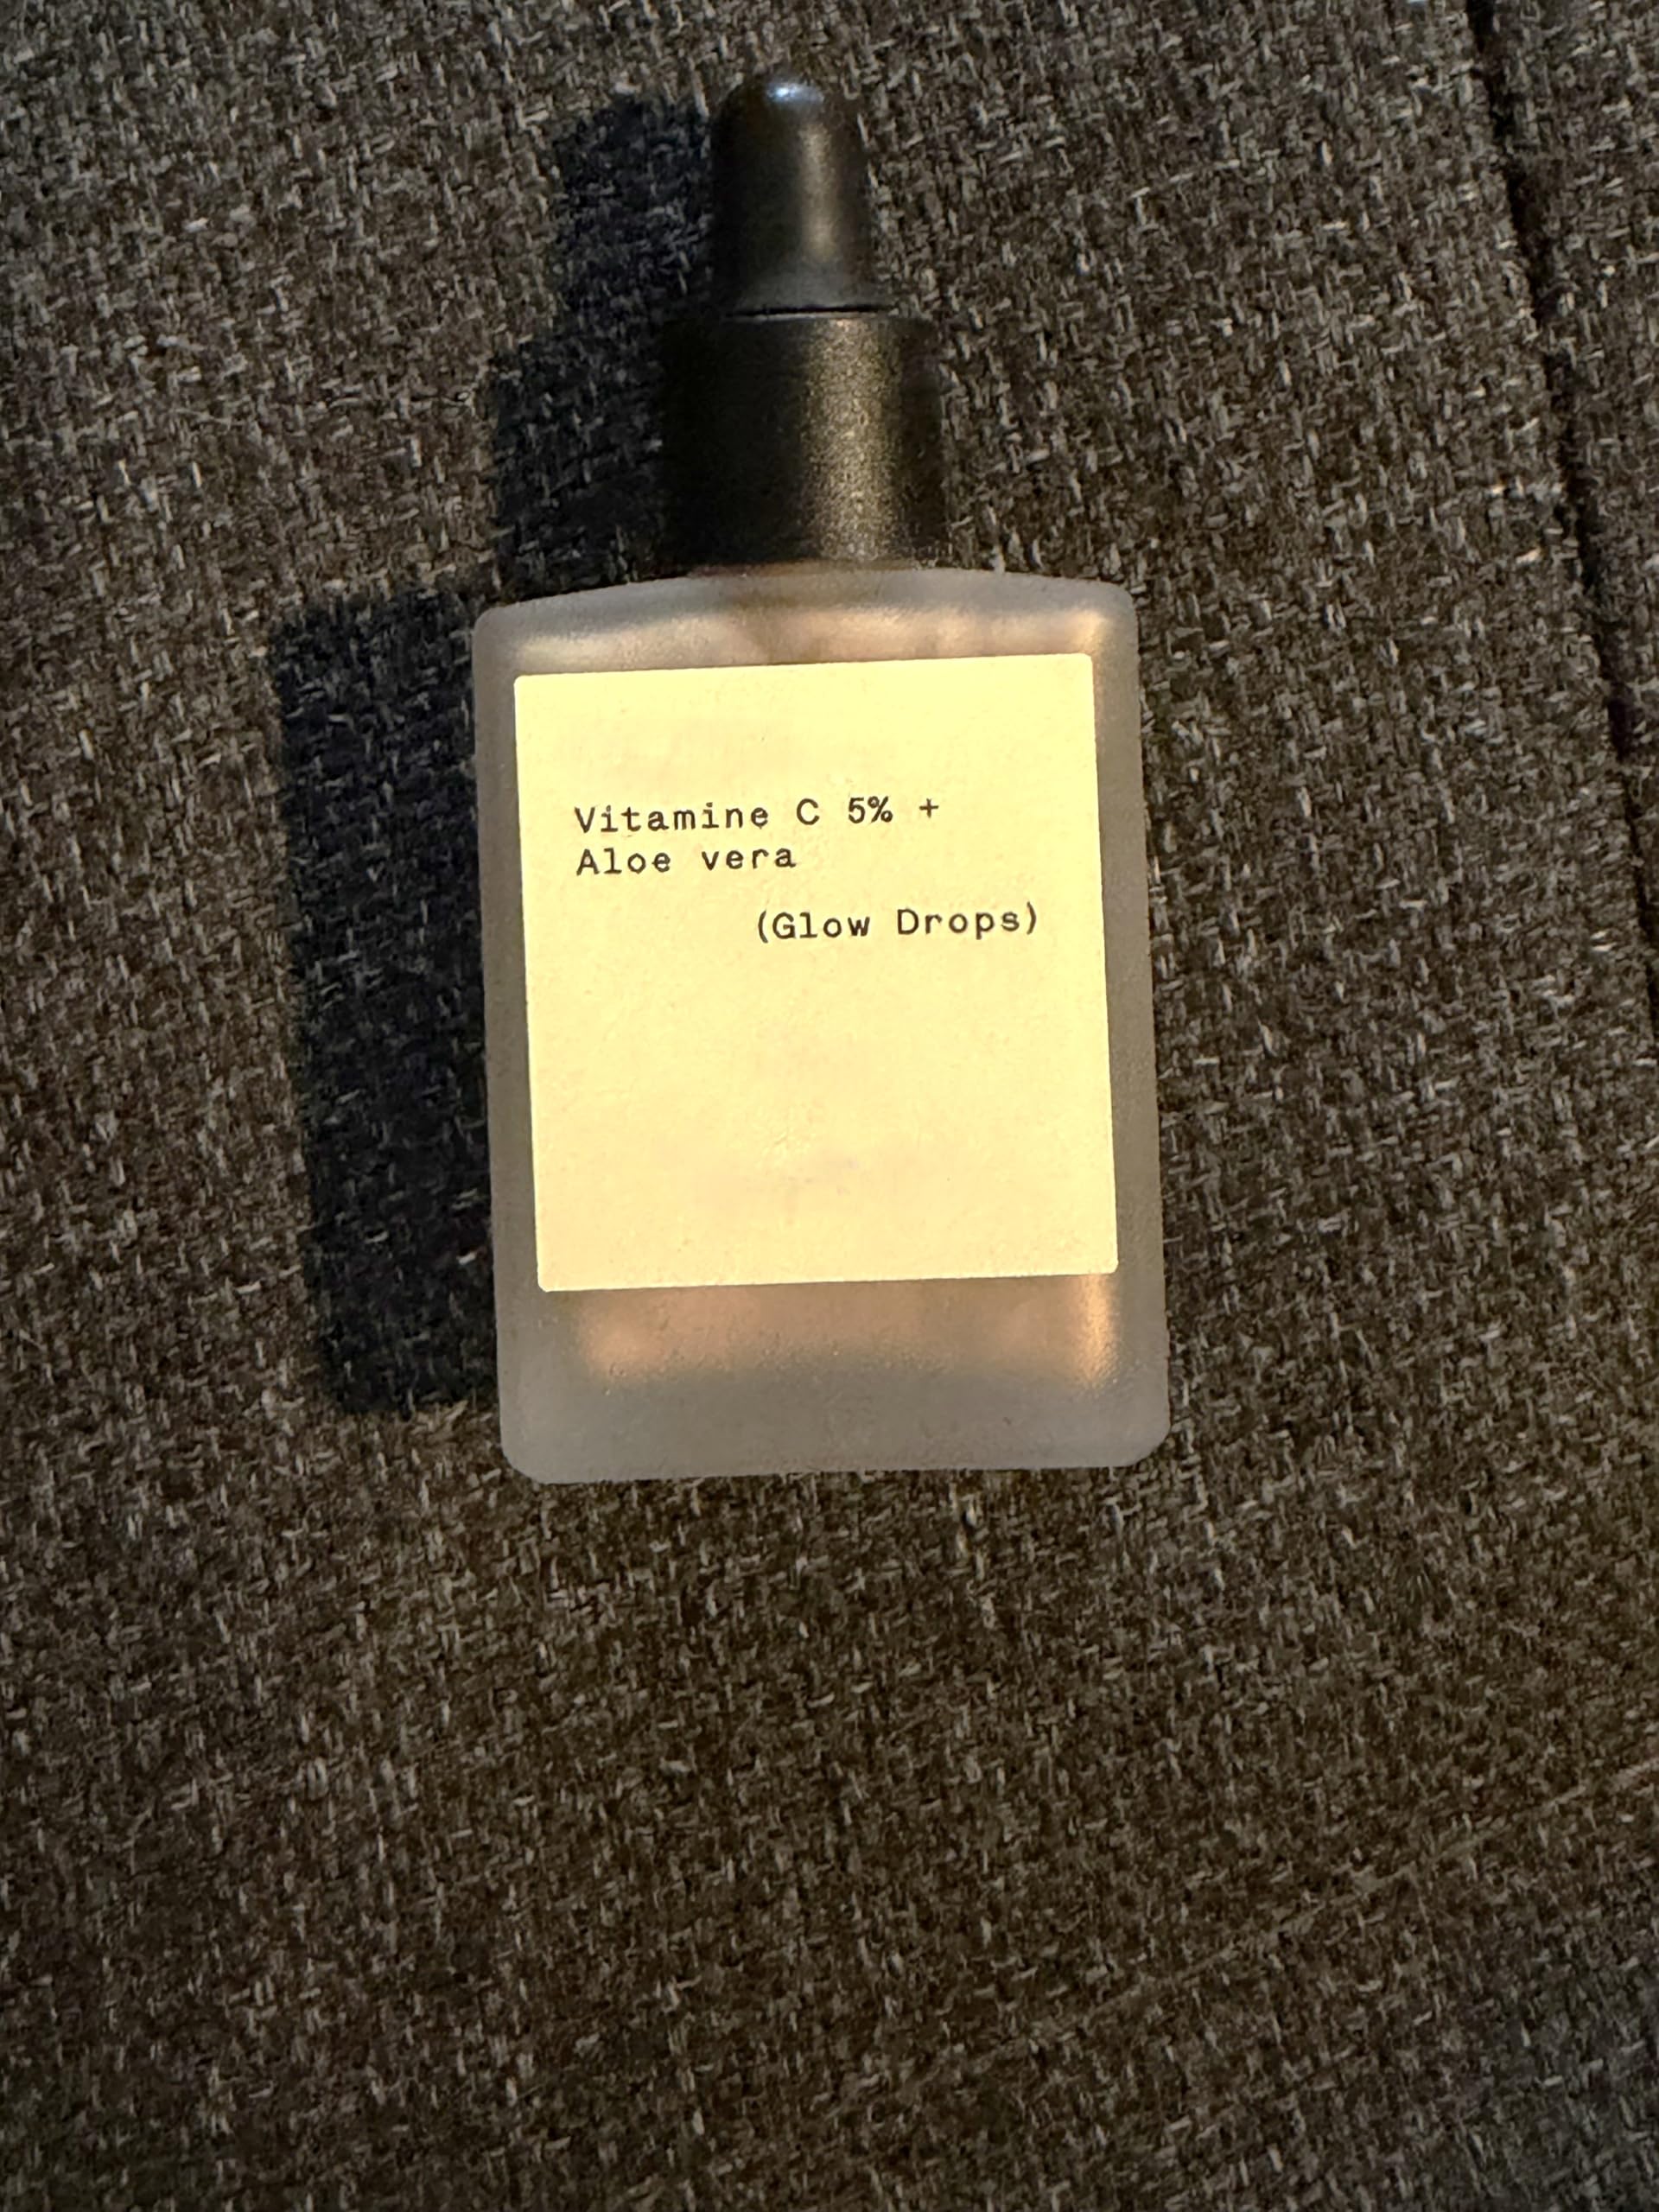 Vitamine C 5% +
Aloe vera
(Glow Drops)